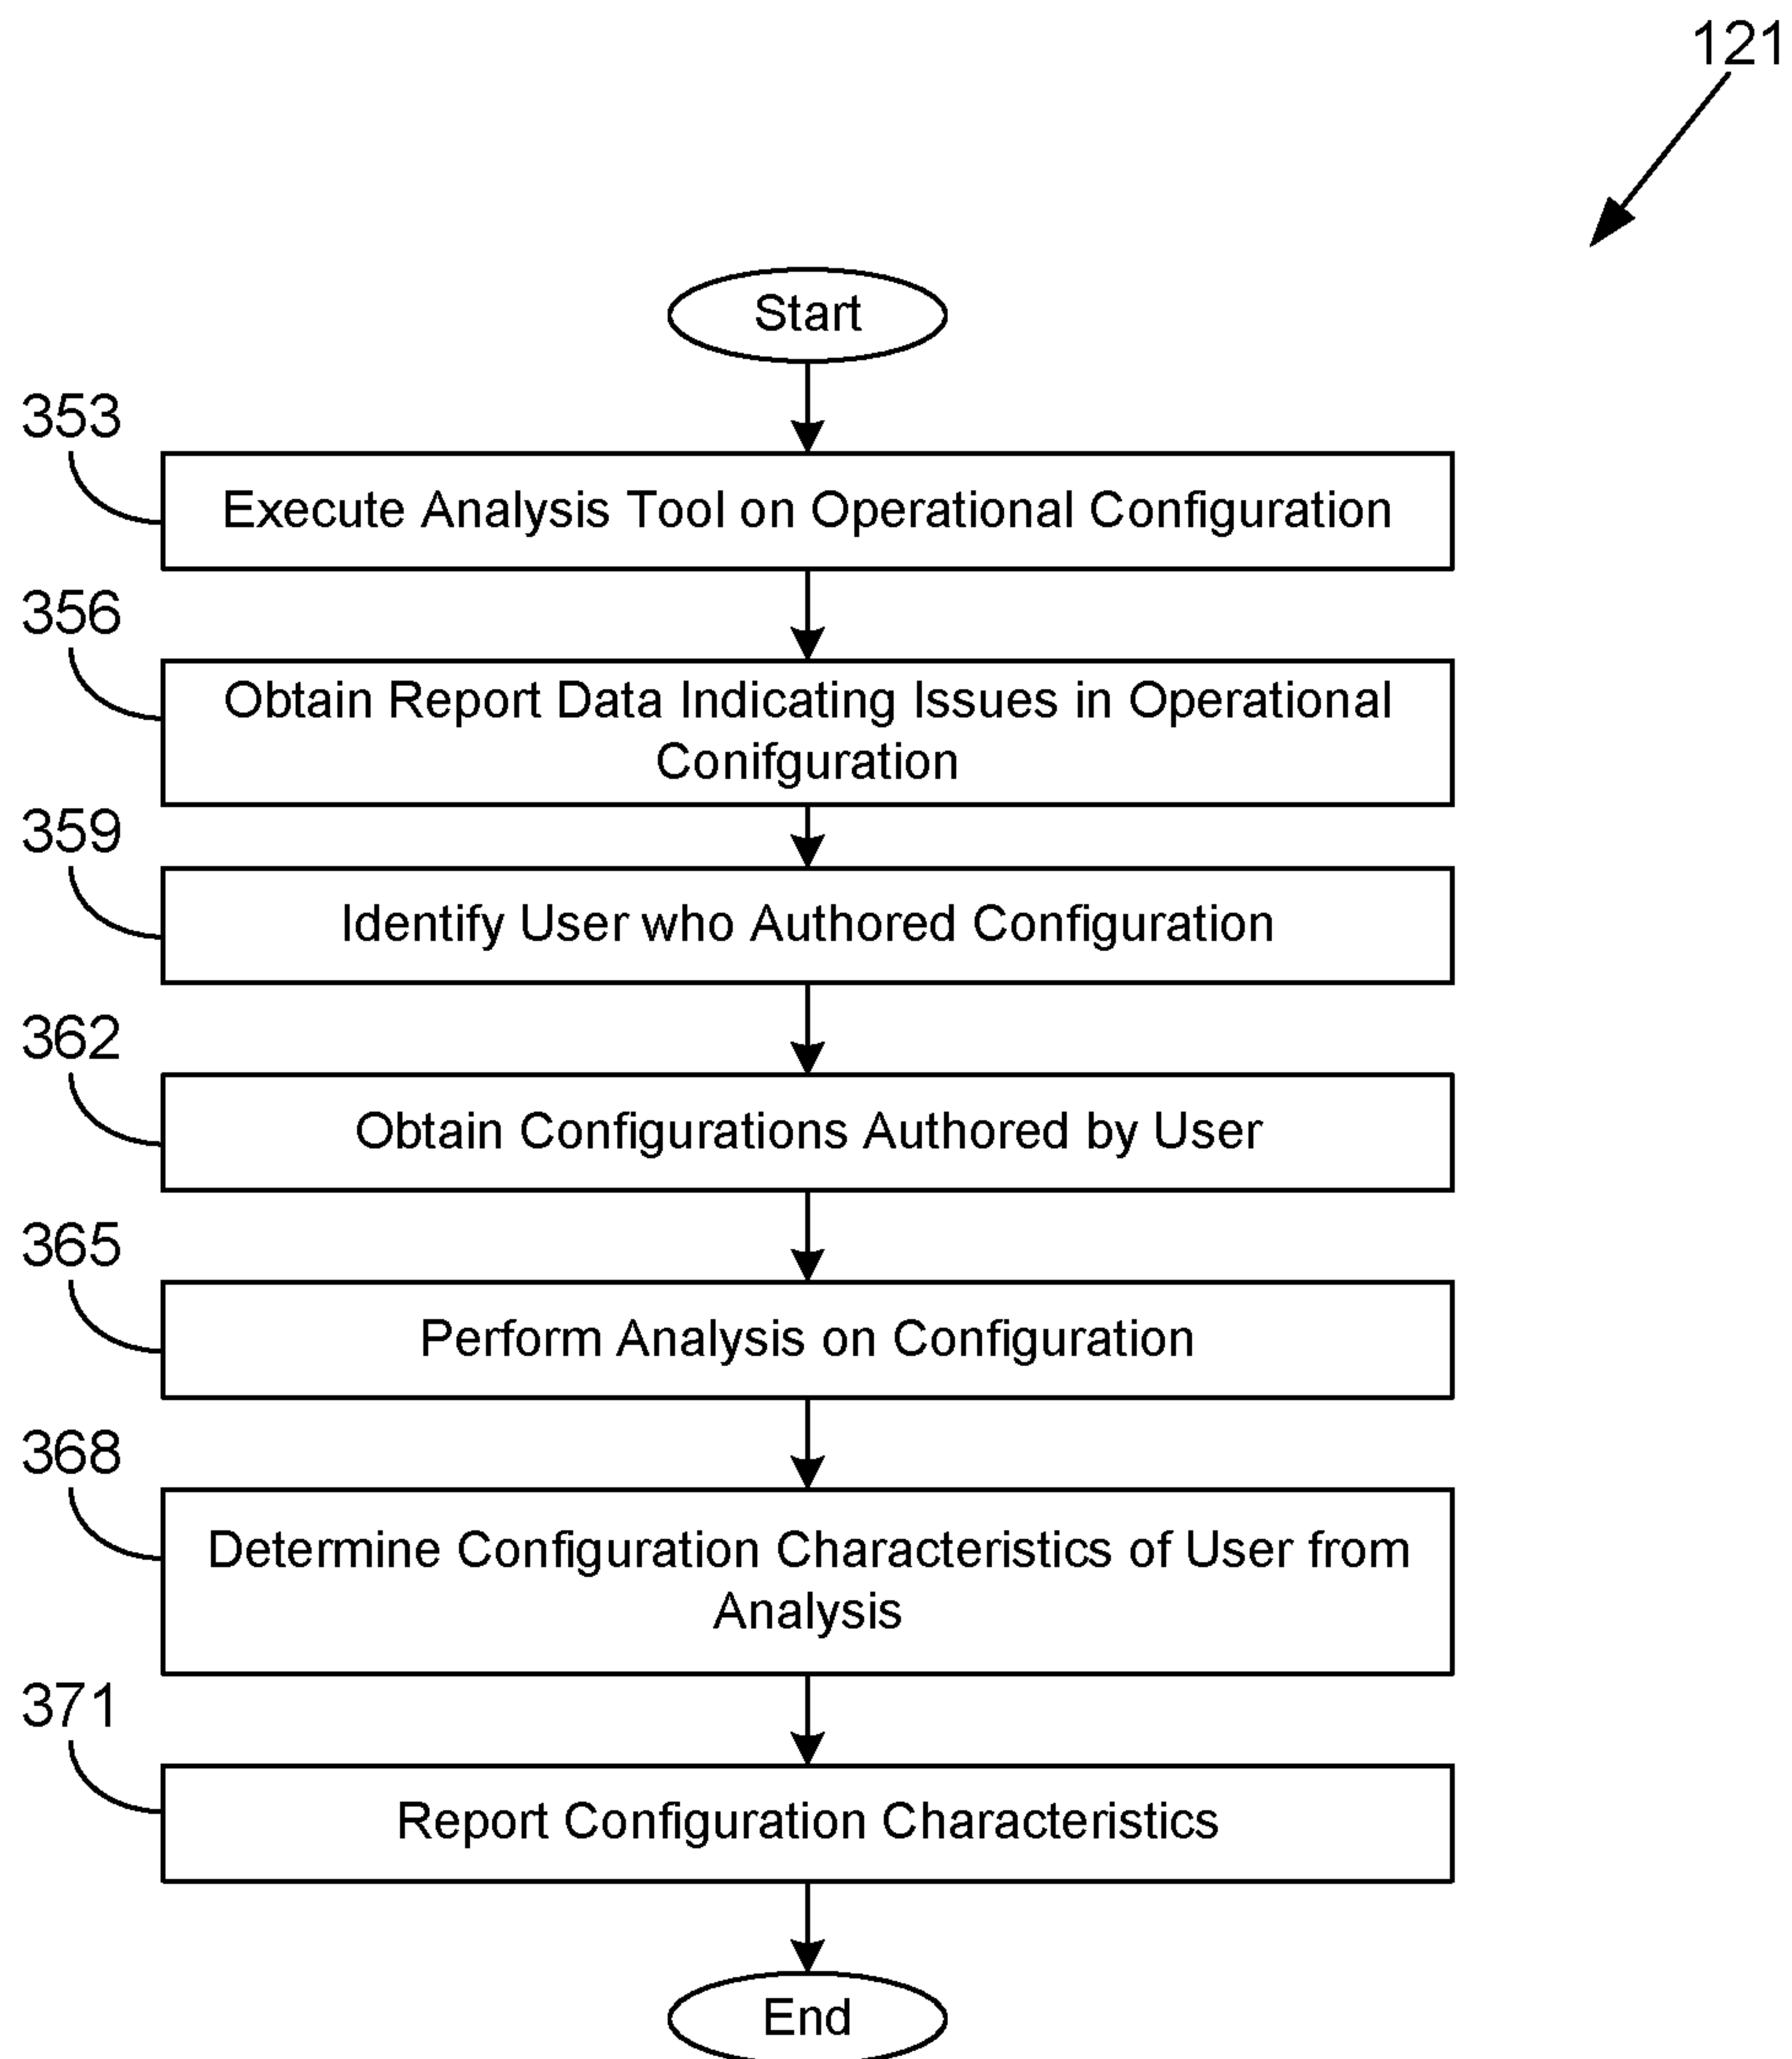 121
Start
353
Execute Analysis Tool on Operational Configuration
356
Obtain Report Data Indicating Issues in Operational
Conifguration
359
Identify User who Authored Configuration
362
Obtain Configurations Authored by User
365
Perform Analysis on Configuration
368
Determine Configuration Characteristics of User from
Analysis
371
Report Configuration Characteristics
End